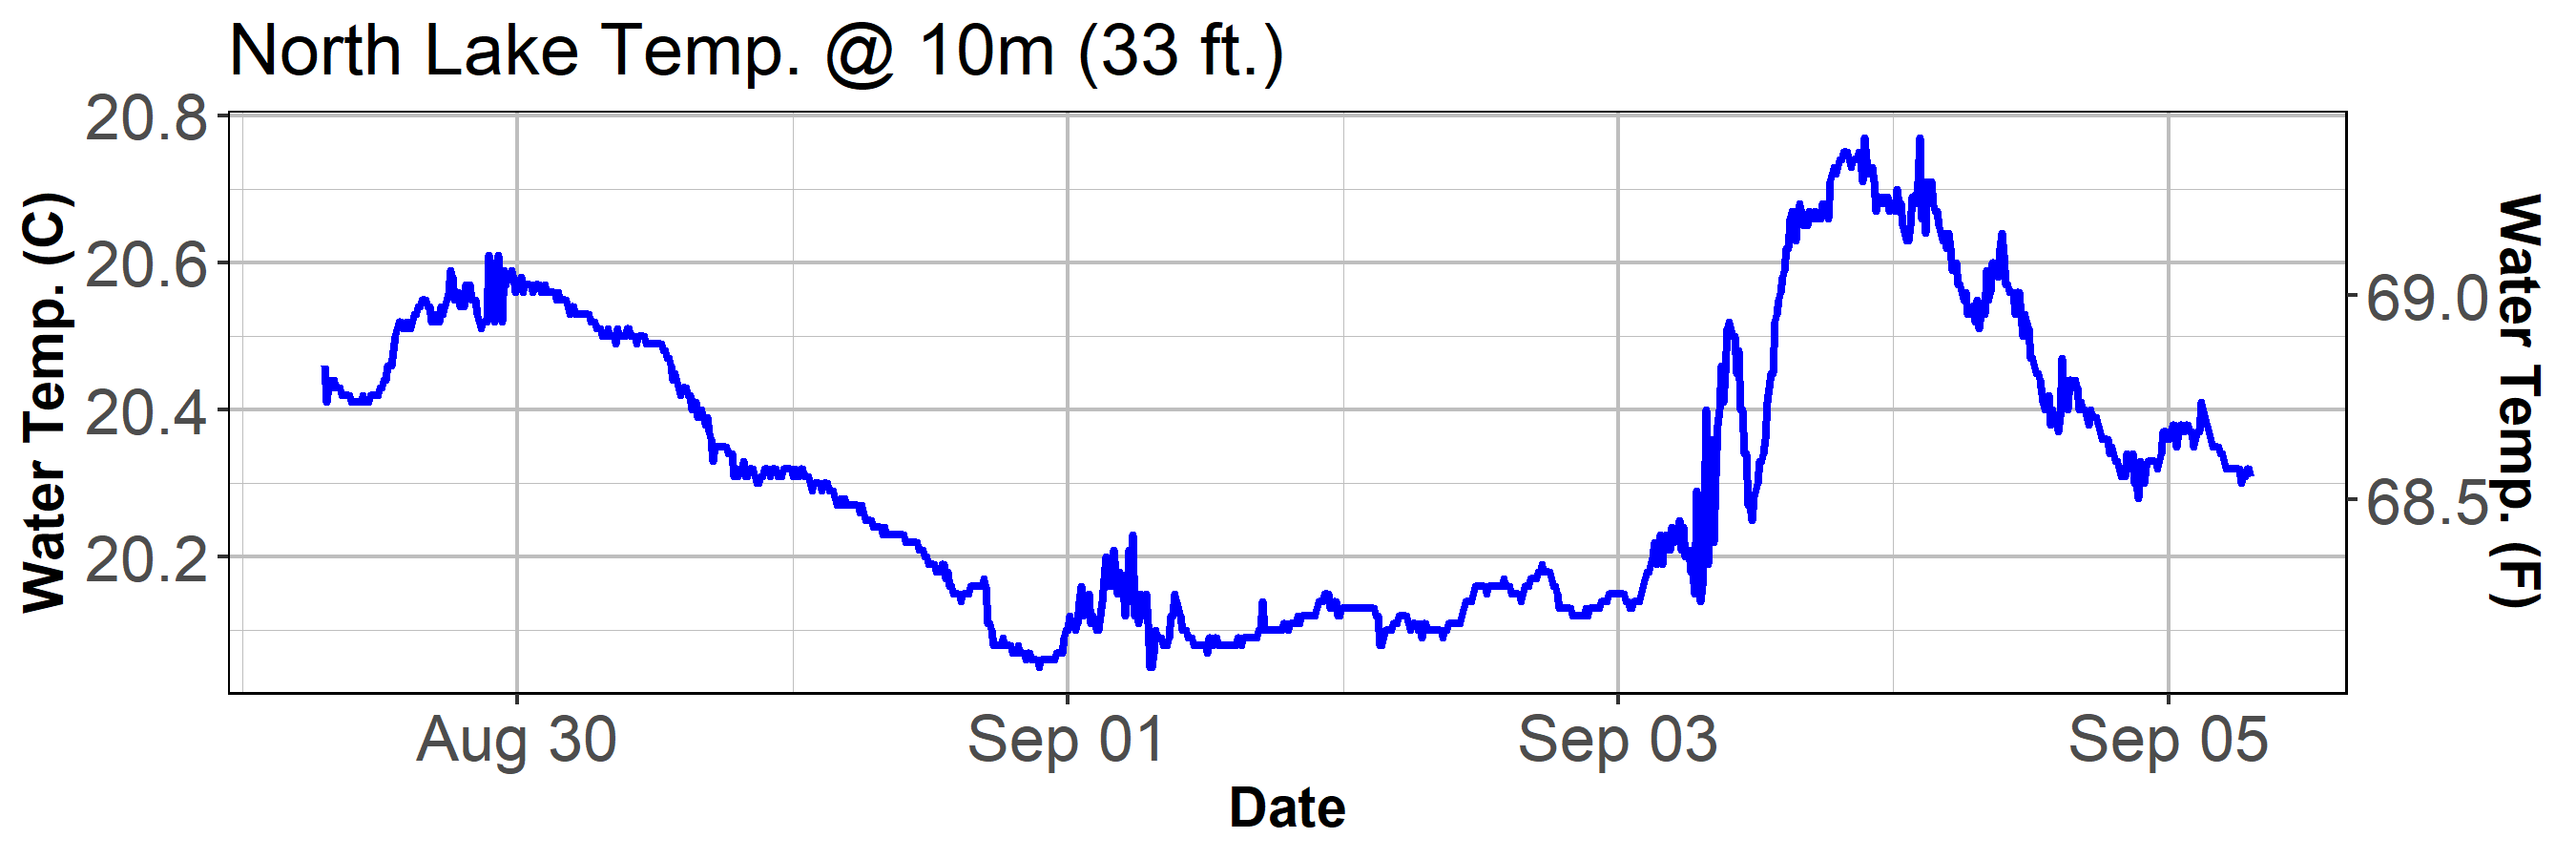 North Lake Temp. @ 10m (33 ft.)
Water Temp. (C)
20.8
20.6
20.4
20.2
69.0
68.5
Water Temp. (F)
Aug 30 Sep 01 Sep 03 Sep 05
Date